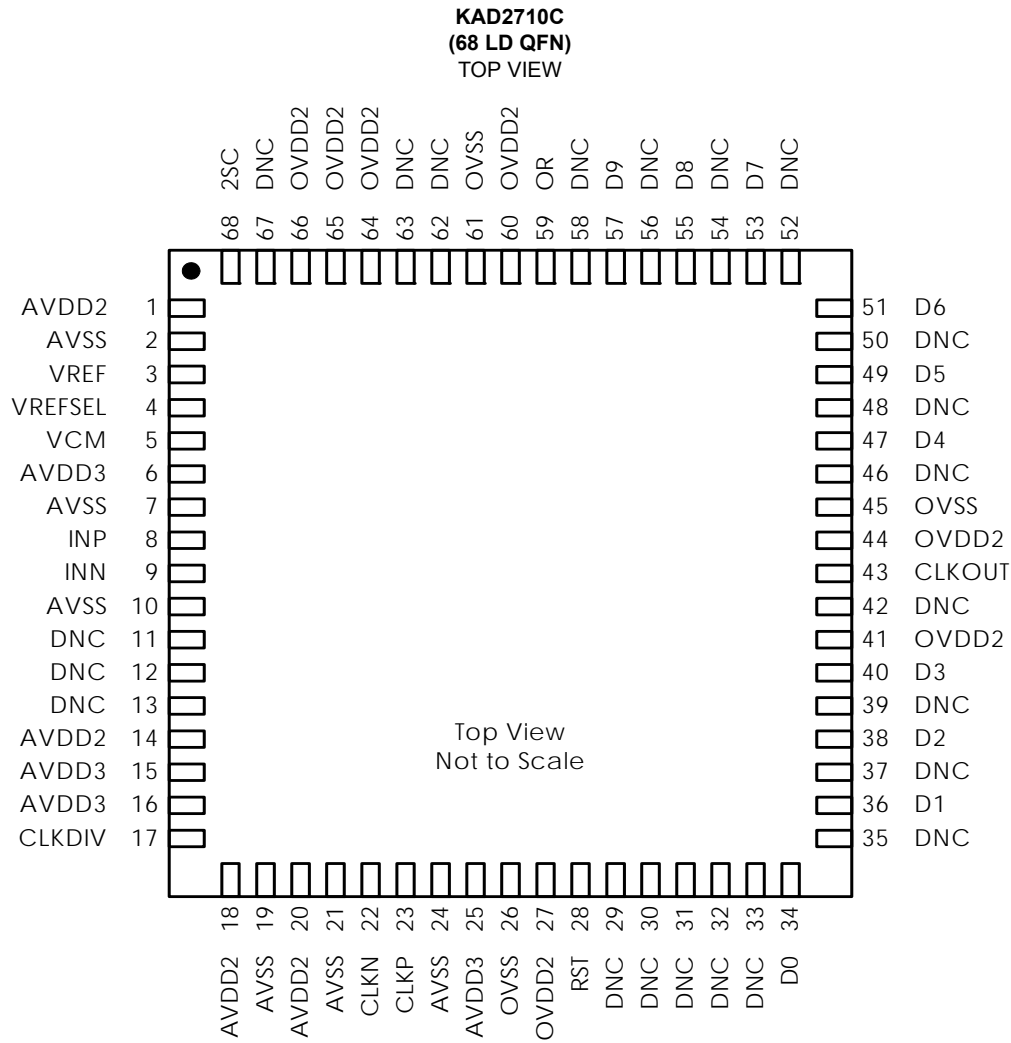 KAD2710C
(68 LD QFN)
TOP VIEW
68 2SC
67 DNC
66 OVDD2
65 OVDD2
64 OVDD2
63 DNC
62 DNC
61 OVSS
60 OVDD2
59 OR
58 DNC
57 D9
56 DNC
55 D8
54 DNC
53 D7
52 DNC
AVDD2 1
AVSS 2
VREF 3
VREFSEL 4
VCM 5
AVDD3 6
AVSS 7
INP 8
INN 9
AVSS 10
DNC 11
DNC 12
DNC 13
AVDD2 14
AVDD3 15
AVDD3 16
CLKDIV 17
51 D6
50 DNC
49 D5
48 DNC
47 D4
46 DNC
45 OVSS
44 OVDD2
43 CLKOUT
42 DNC
41 OVDD2
40 D3
39 DNC
38 D2
37 DNC
36 D1
35 DNC
Top View
Not to Scale
AVDD2 18
AVSS 19
AVDD2 20
AVSS 21
CLKN 22
CLKP 23
AVSS 24
AVDD3 25
OVSS 26
OVDD2 27
RST 28
DNC 29
DNC 30
DNC 31
DNC 32
DNC 33
D0 34